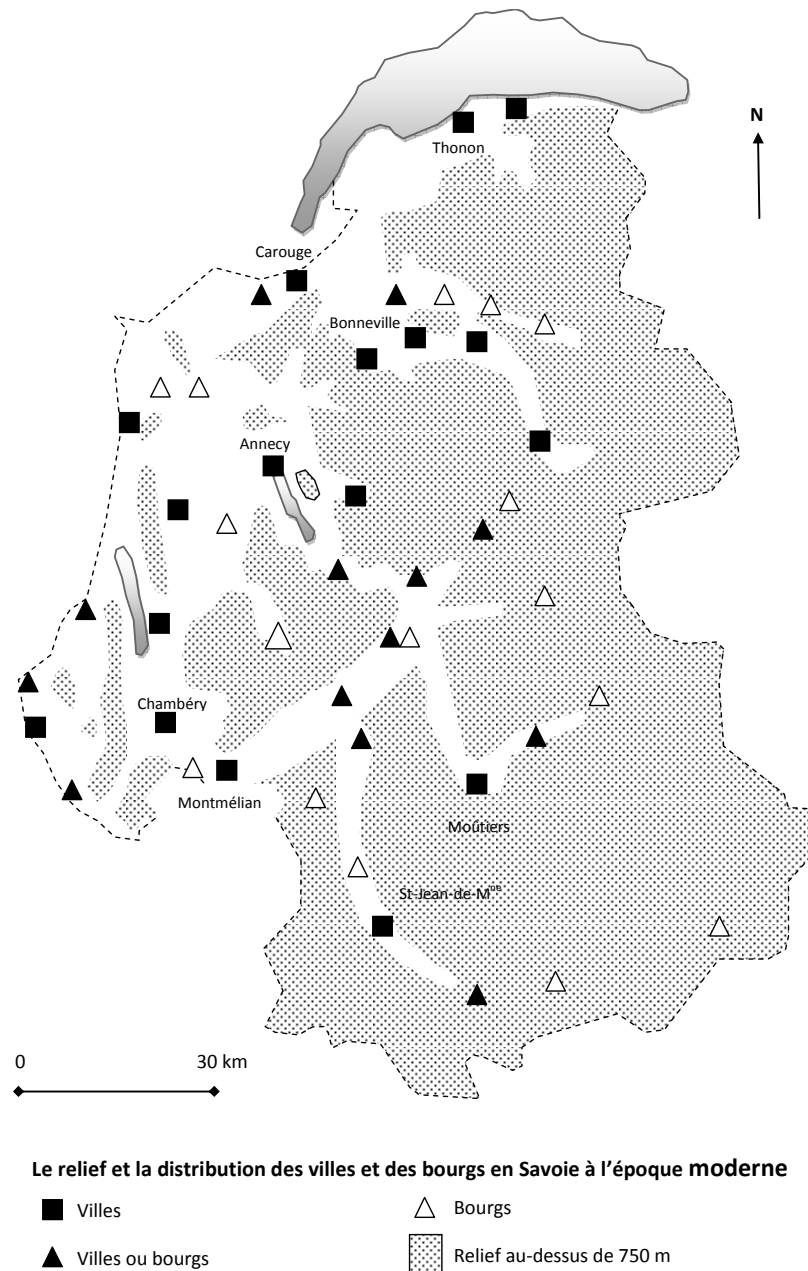 N
Thonon
Carouge
Bonneville
Annecy
Chambéry
Montmélian
Moûtiers
St-Jean-de-Mne
0 30 km
Le relief et la distribution des villes et des bourgs en Savoie à l’époque moderne
Villes
Bourgs
Villes ou bourgs
Relief au-dessus de 750 m